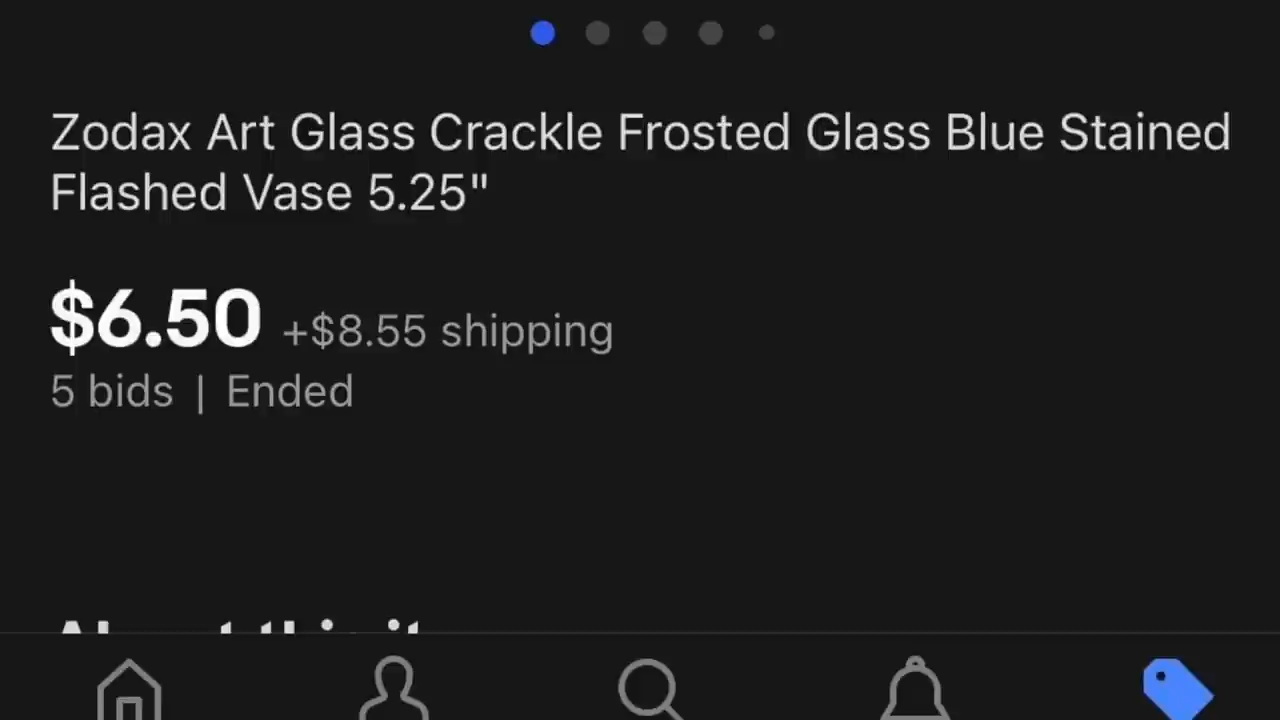 Zodax Art Glass Crackle Frosted Glass Blue Stained
Flashed Vase 5.25"
$6.50 +$8.55 shipping
5 bids | Ended